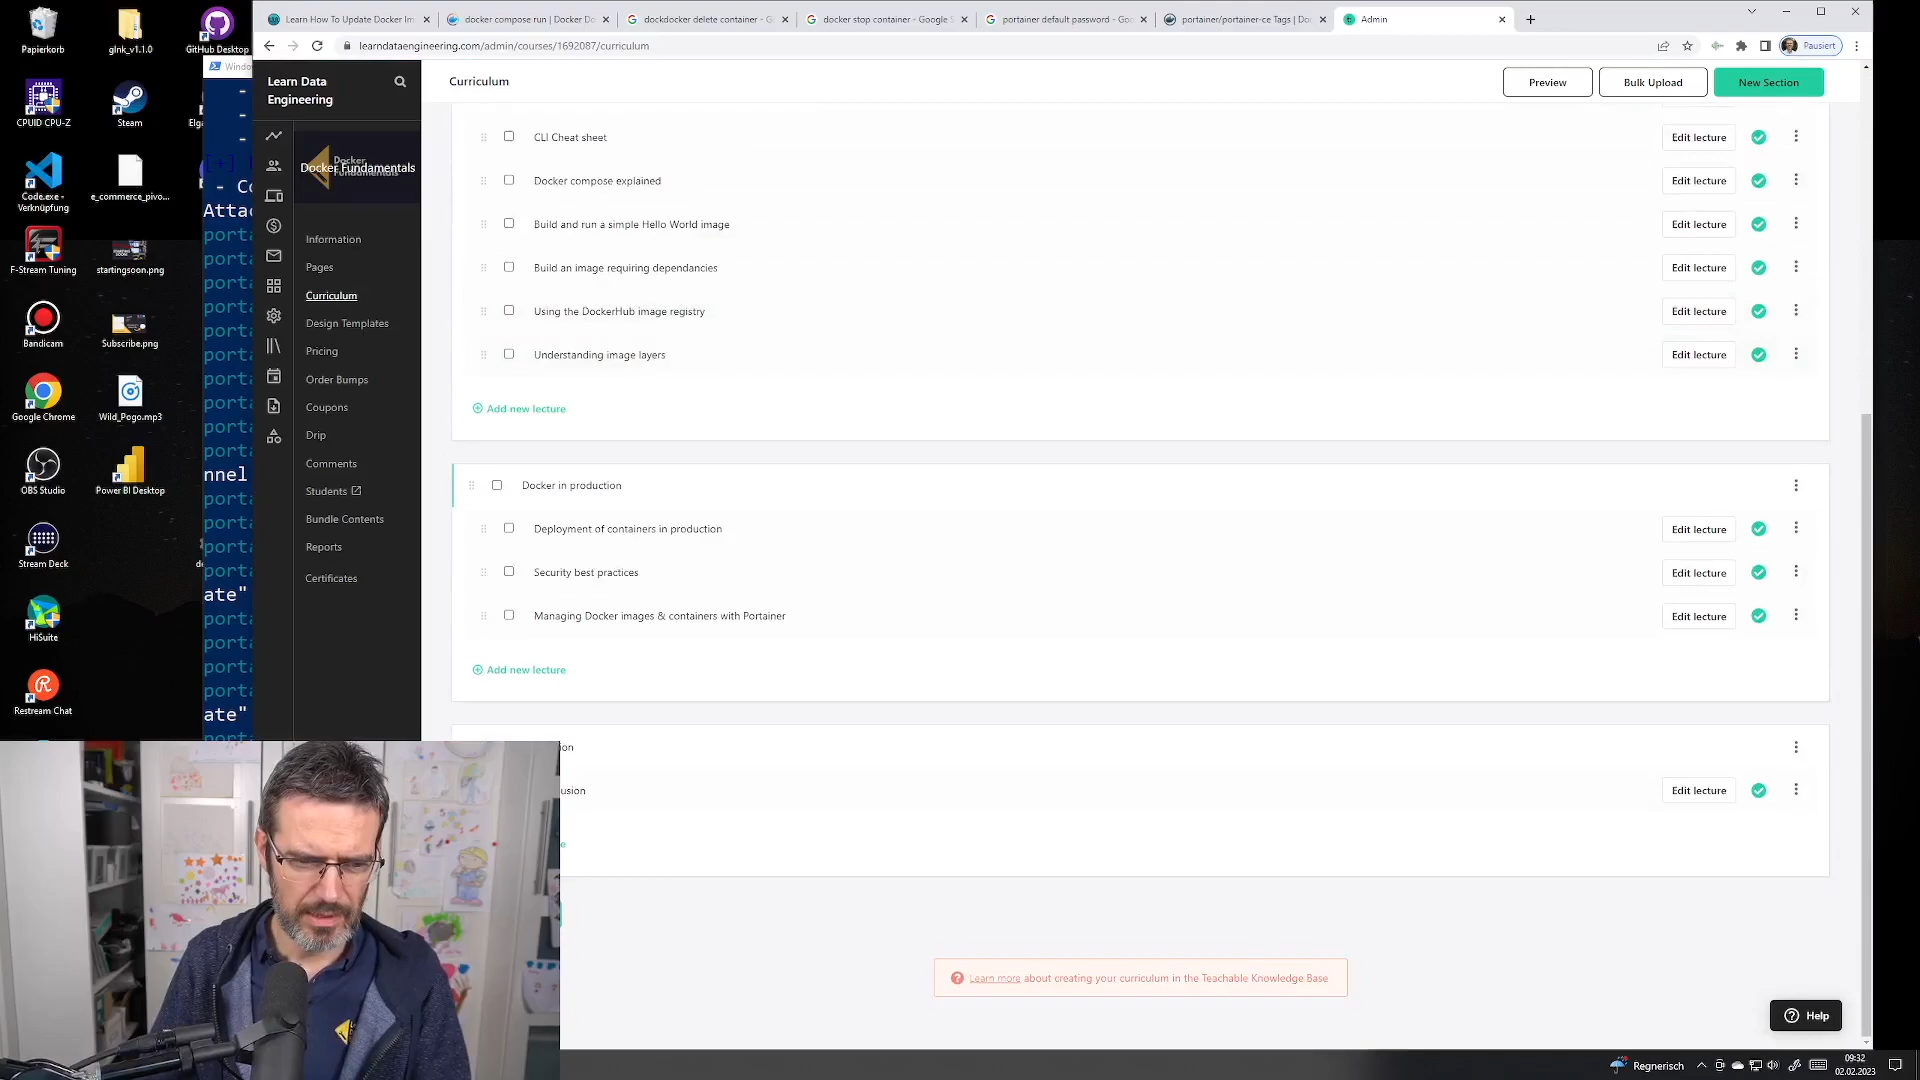 Papierkorb
glnk_v1.1.0
GitHub Desktop
CPUID CPU-Z
Steam
Code.exe - Verknüpfung
e_commerce_pivo...
F-Stream Tuning
startingsoon.png
Bandicam
Subscribe.png
Google Chrome
Wild_Pogo.mp3
OBS Studio
Power BI Desktop
Stream Deck
HiSuite
Restream Chat
Attac
nnel
ate"
ate"
Learn How To Update Docker Im
docker compose run | Docker Do
dockdocker delete container - G
docker stop container - Google S
portainer default password - Goo
portainer/portainer-ce Tags | Doc
Admin
learndataengineering.com/admin/courses/1692087/curriculum
Pausiert
Learn Data
Engineering
Docker Fundamentals
Docker
Fundamentals
Information
Pages
Curriculum
Design Templates
Pricing
Order Bumps
Coupons
Drip
Comments
Students
Bundle Contents
Reports
Certificates
Curriculum
Preview
Bulk Upload
New Section
CLI Cheat sheet
Edit lecture
Docker compose explained
Edit lecture
Build and run a simple Hello World image
Edit lecture
Build an image requiring dependancies
Edit lecture
Using the DockerHub image registry
Edit lecture
Understanding image layers
Edit lecture
Add new lecture
Docker in production
Deployment of containers in production
Edit lecture
Security best practices
Edit lecture
Managing Docker images & containers with Portainer
Edit lecture
Add new lecture
ion
usion
Edit lecture
e
Learn more about creating your curriculum in the Teachable Knowledge Base
Help
Regnerisch
09:32
02.02.2023